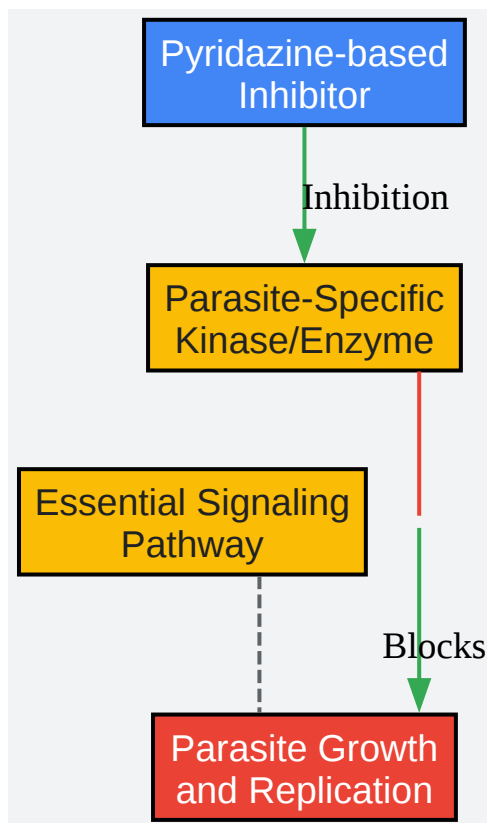 Pyridazine-based
Inhibitor
Inhibition
Parasite-Specific
Kinase/Enzyme
Essential Signaling
Pathway
Blocks
Parasite Growth
and Replication